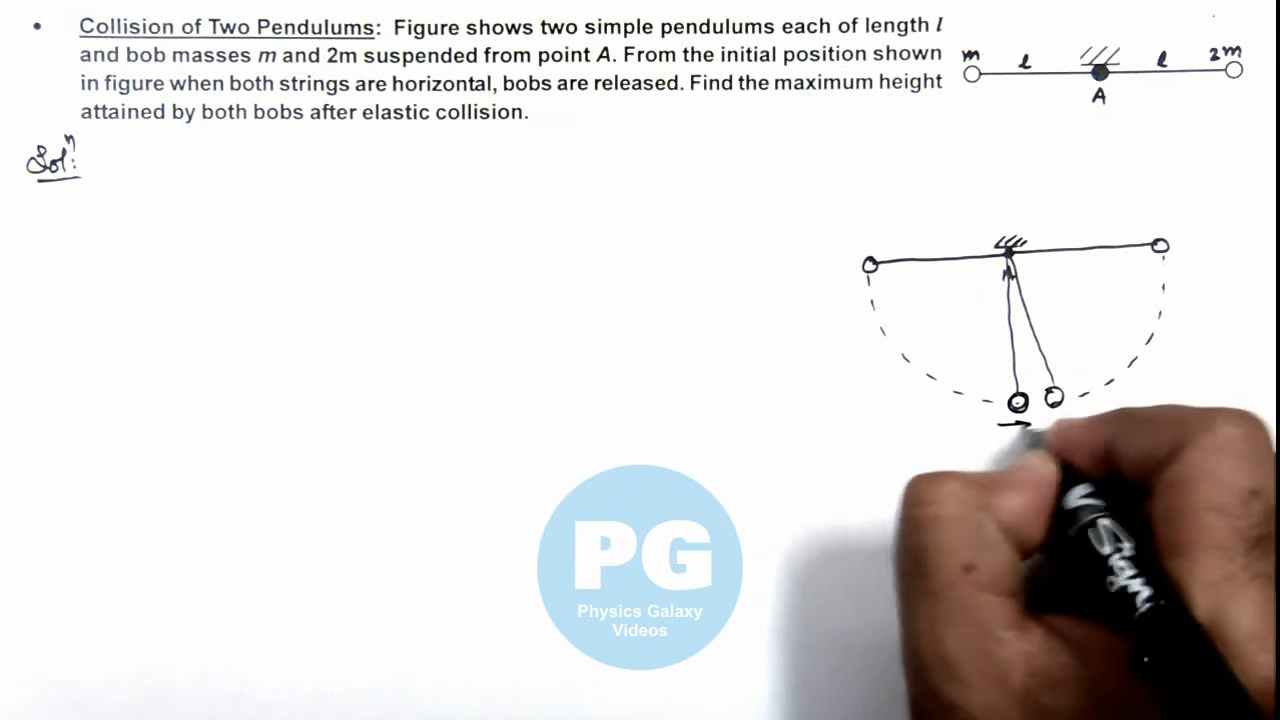 • Collision of Two Pendulums: Figure shows two simple pendulums each of length l
and bob masses m and 2m suspended from point A. From the initial position shown
in figure when both strings are horizontal, bobs are released. Find the maximum height
attained by both bobs after elastic collision.
m l l 2m
A
Solⁿ:
PG
Physics Galaxy
Videos